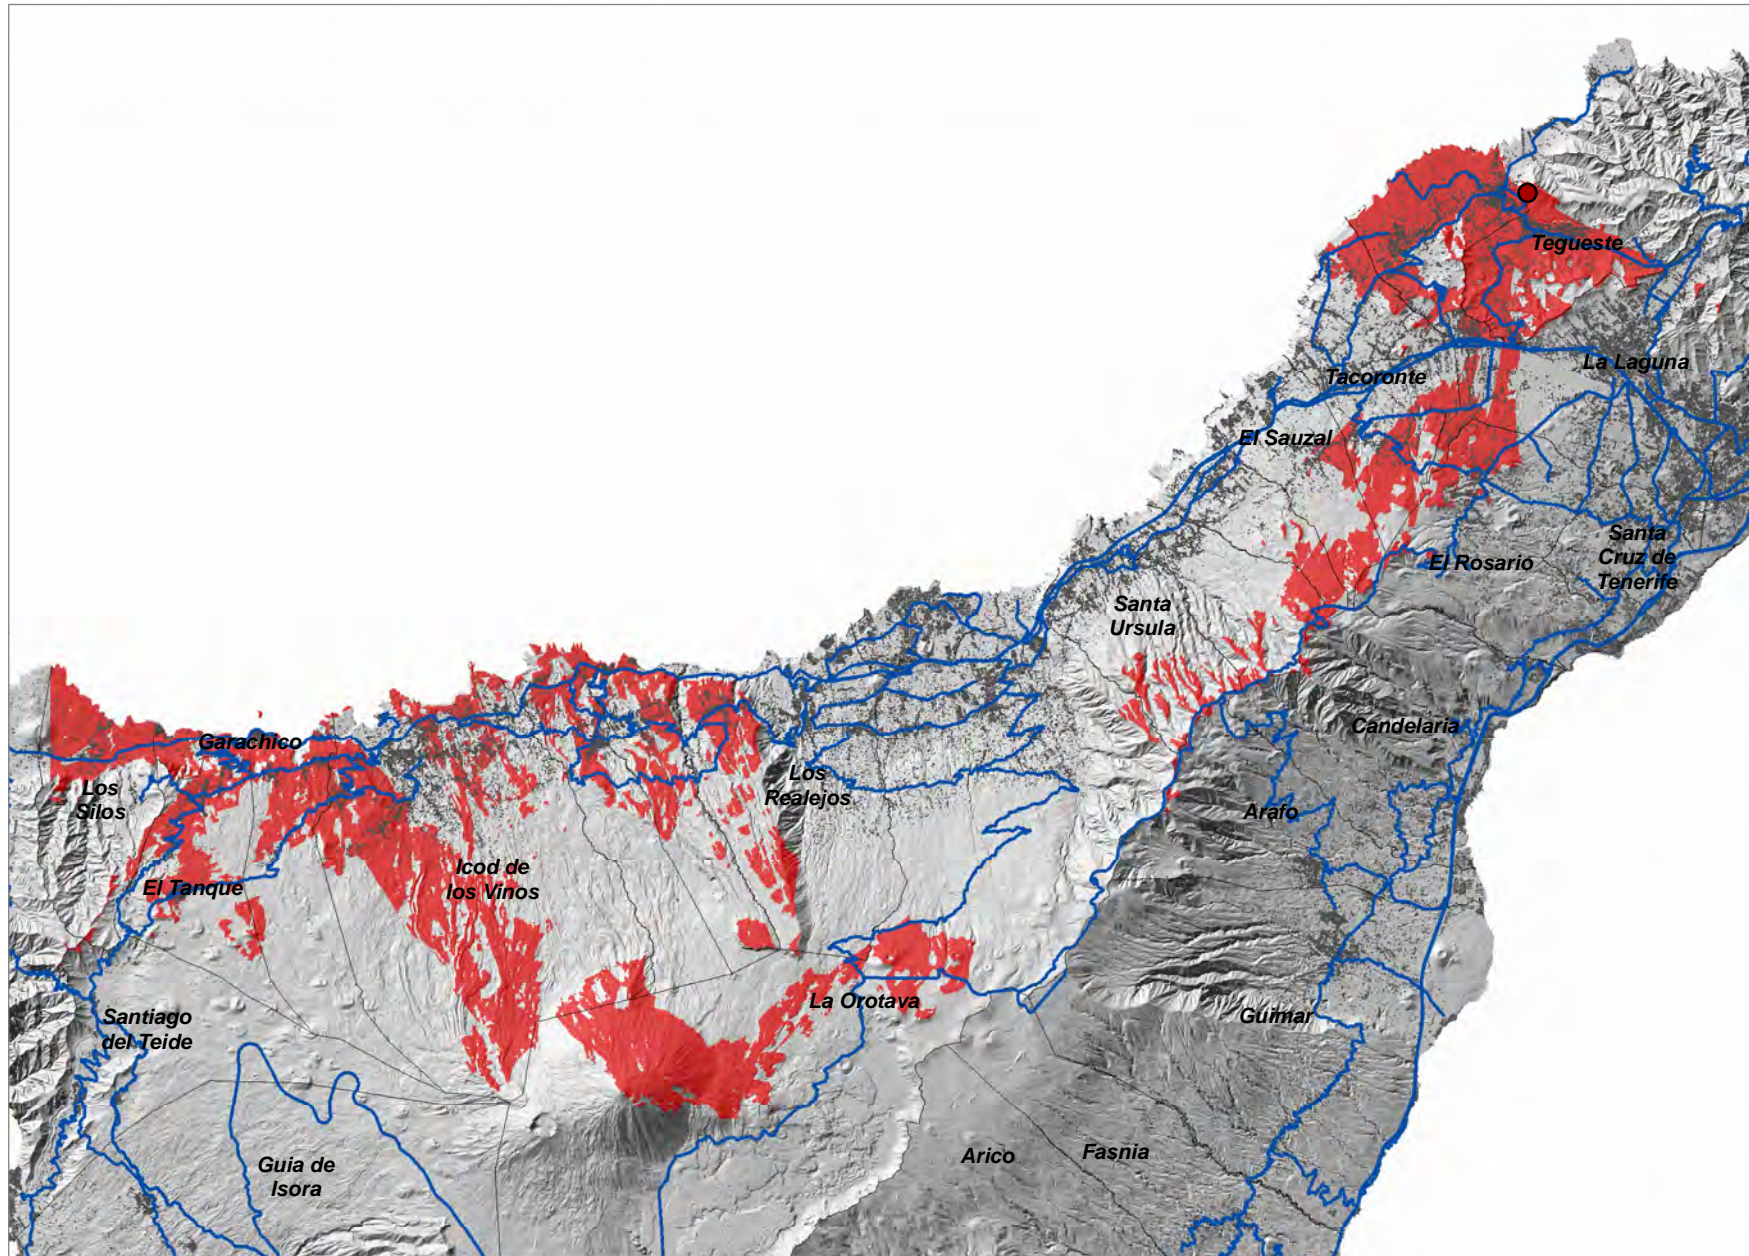 Tegueste
La Laguna
Tacoronte
El Sauzal
Santa
Cruz de
Tenerife
El Rosario
Santa
Ursula
Candelaria
Garachico
Los
Silos
Los
Realejos
Arafo
Icod de
los Vinos
El Tanque
La Orotava
Guimar
Santiago
del Teide
Arico
Fasnia
Guia de
Isora